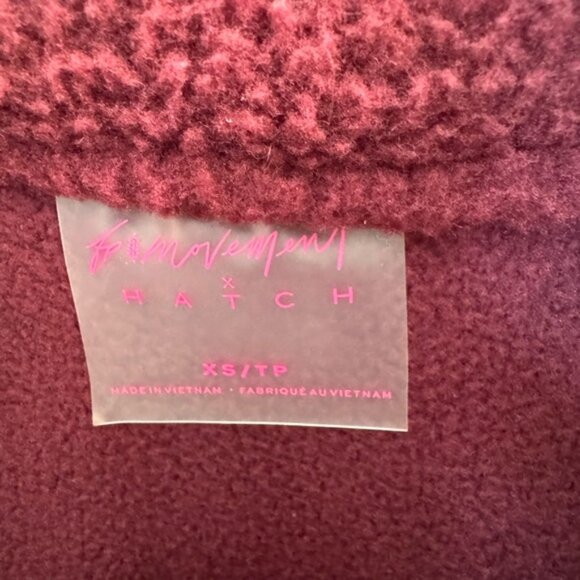 movement
X
HATCH
XS/TP
MADE IN VIETNAM • FABRIQUÉ AU VIETNAM